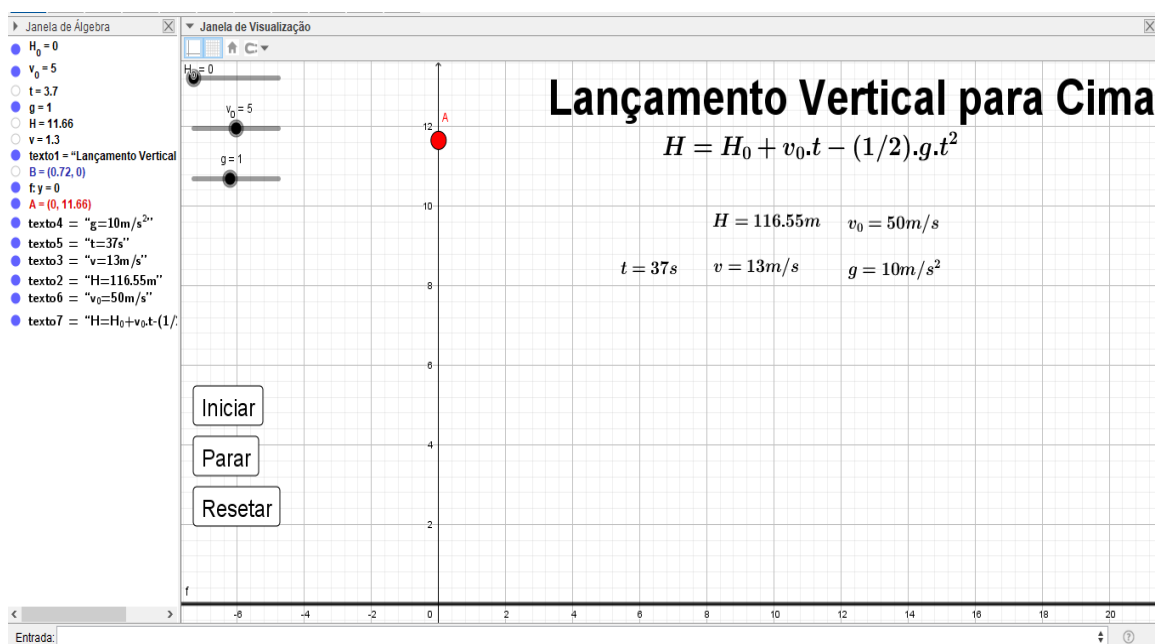 Janela de Álgebra
H0 = 0
v0 = 5
t = 3.7
g = 1
H = 11.66
v = 1.3
texto1 = “Lançamento Vertical
B = (0.72, 0)
f: y = 0
A = (0, 11.66)
texto4 = “g=10m/s²”
texto5 = “t=37s”
texto3 = “v=13m/s”
texto2 = “H=116.55m”
texto6 = “v₀=50m/s”
texto7 = “H=H₀+v₀.t-(1/2
Janela de Visualização
H0 = 0
v0 = 5
g = 1
Lançamento Vertical para Cima
H = H₀ + v₀.t − (1/2).g.t²
H = 116.55m v₀ = 50m/s
t = 37s v = 13m/s g = 10m/s²
A
12
10
8
6
4
2
Iniciar
Parar
Resetar
f
-6 -4 -2 0 2 4 6 8 10 12 14 16 18 20
Entrada: